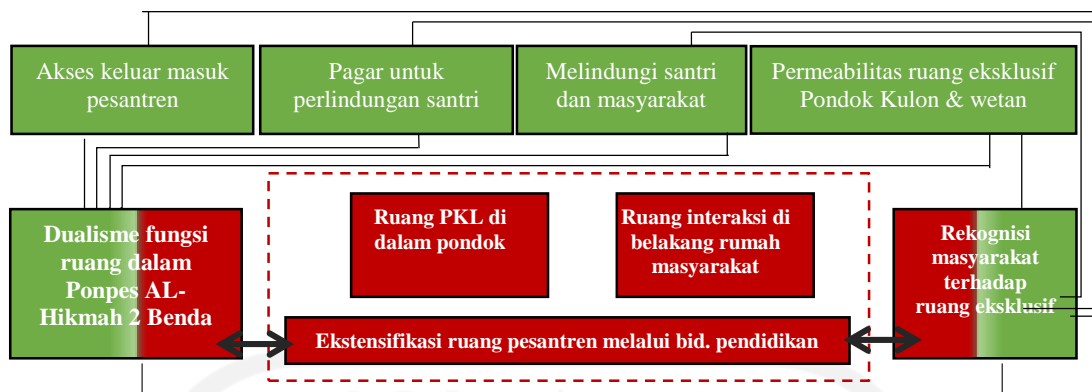 Akses keluar masuk
pesantren
Pagar untuk
perlindungan santri
Melindungi santri
dan masyarakat
Permeabilitas ruang eksklusif
Pondok Kulon & wetan
Dualisme fungsi
ruang dalam
Ponpes AL-
Hikmah 2 Benda
Ruang PKL di
dalam pondok
Ruang interaksi di
belakang rumah
masyarakat
Rekognisi
masyarakat
terhadap
ruang eksklusif
Ekstensifikasi ruang pesantren melalui bid. pendidikan